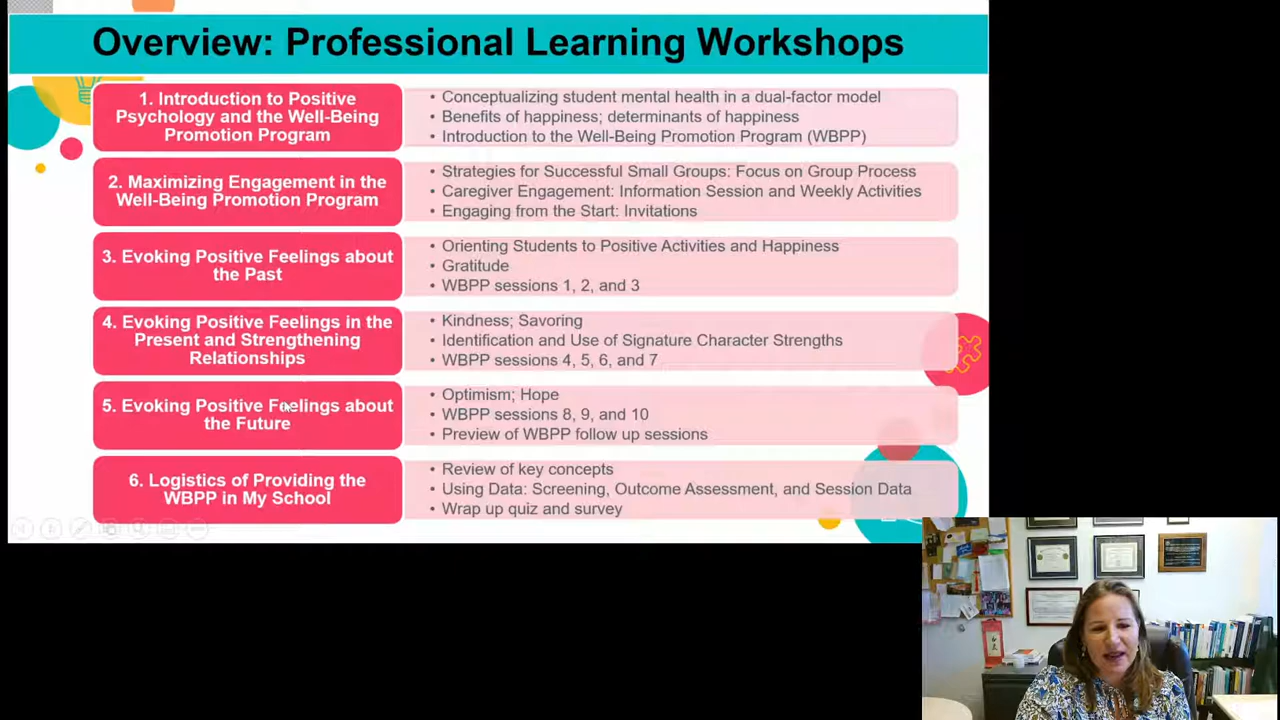 Overview: Professional Learning Workshops
1. Introduction to Positive
Psychology and the Well-Being
Promotion Program
• Conceptualizing student mental health in a dual-factor model
• Benefits of happiness; determinants of happiness
• Introduction to the Well-Being Promotion Program (WBPP)
2. Maximizing Engagement in the
Well-Being Promotion Program
• Strategies for Successful Small Groups: Focus on Group Process
• Caregiver Engagement: Information Session and Weekly Activities
• Engaging from the Start: Invitations
3. Evoking Positive Feelings about
the Past
• Orienting Students to Positive Activities and Happiness
• Gratitude
• WBPP sessions 1, 2, and 3
4. Evoking Positive Feelings in the
Present and Strengthening
Relationships
• Kindness; Savoring
• Identification and Use of Signature Character Strengths
• WBPP sessions 4, 5, 6, and 7
5. Evoking Positive Feelings about
the Future
• Optimism; Hope
• WBPP sessions 8, 9, and 10
• Preview of WBPP follow up sessions
6. Logistics of Providing the
WBPP in My School
• Review of key concepts
• Using Data: Screening, Outcome Assessment, and Session Data
• Wrap up quiz and survey